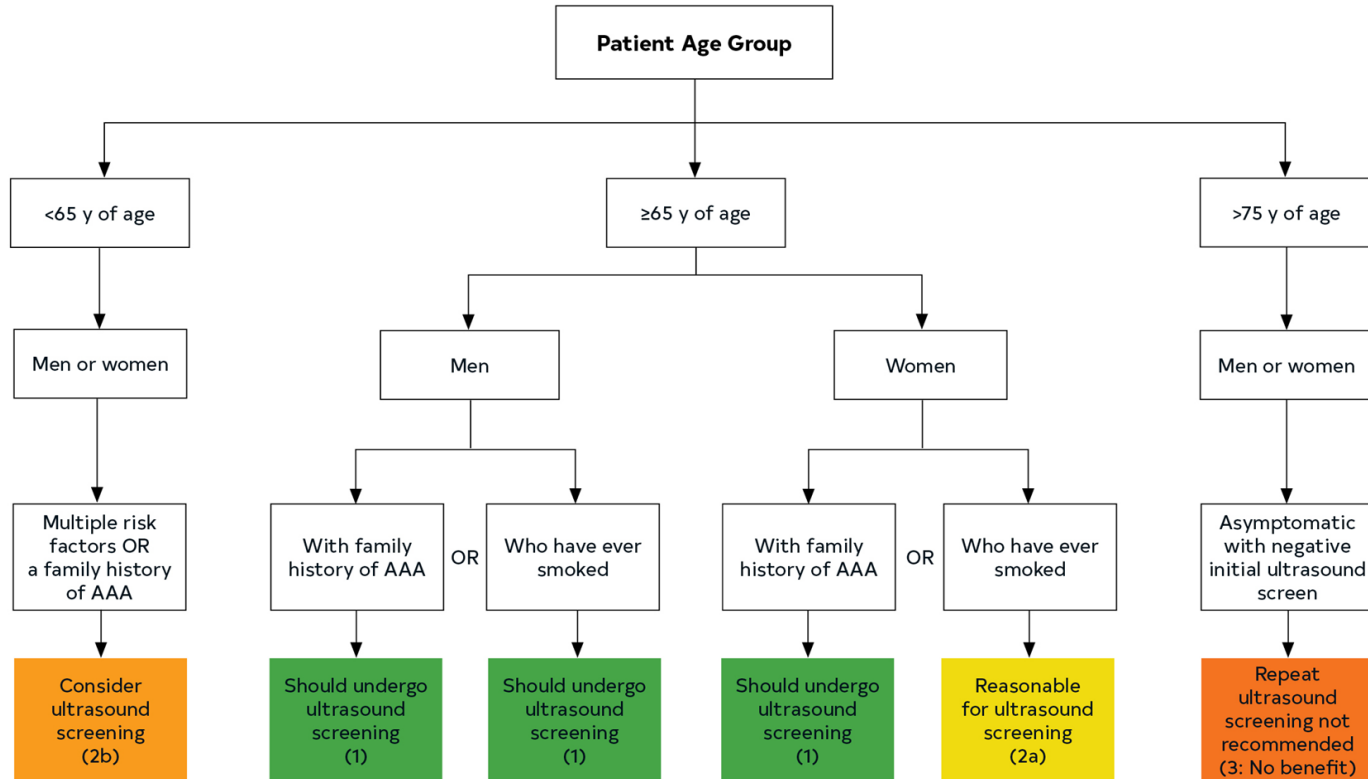 Patient Age Group
<65 y of age
≥65 y of age
>75 y of age
Men or women
Men
Women
Men or women
Multiple risk
factors OR
a family history
of AAA
With family
history of AAA
OR
Who have ever
smoked
With family
history of AAA
OR
Who have ever
smoked
Asymptomatic
with negative
initial ultrasound
screen
Consider
ultrasound
screening
(2b)
Should undergo
ultrasound
screening
(1)
Should undergo
ultrasound
screening
(1)
Should undergo
ultrasound
screening
(1)
Reasonable
for ultrasound
screening
(2a)
Repeat
ultrasound
screening not
recommended
(3: No benefit)